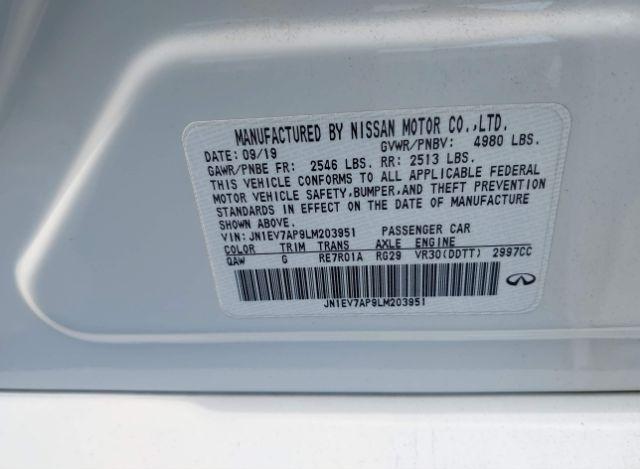 MANUFACTURED BY NISSAN MOTOR CO.,LTD.
DATE: 09/19 GVWR/PNBV: 4980 LBS.
GAWR/PNBE FR: 2546 LBS. RR: 2513 LBS.
THIS VEHICLE CONFORMS TO ALL APPLICABLE FEDERAL
MOTOR VEHICLE SAFETY,BUMPER,AND THEFT PREVENTION
STANDARDS IN EFFECT ON THE DATE OF MANUFACTURE
SHOWN ABOVE.
VIN: JN1EV7AP9LM203951 PASSENGER CAR
COLOR TRIM TRANS AXLE ENGINE
QAW G RE7R01A RG29 VR30(DDTT) 2997CC
JN1EV7AP9LM203951